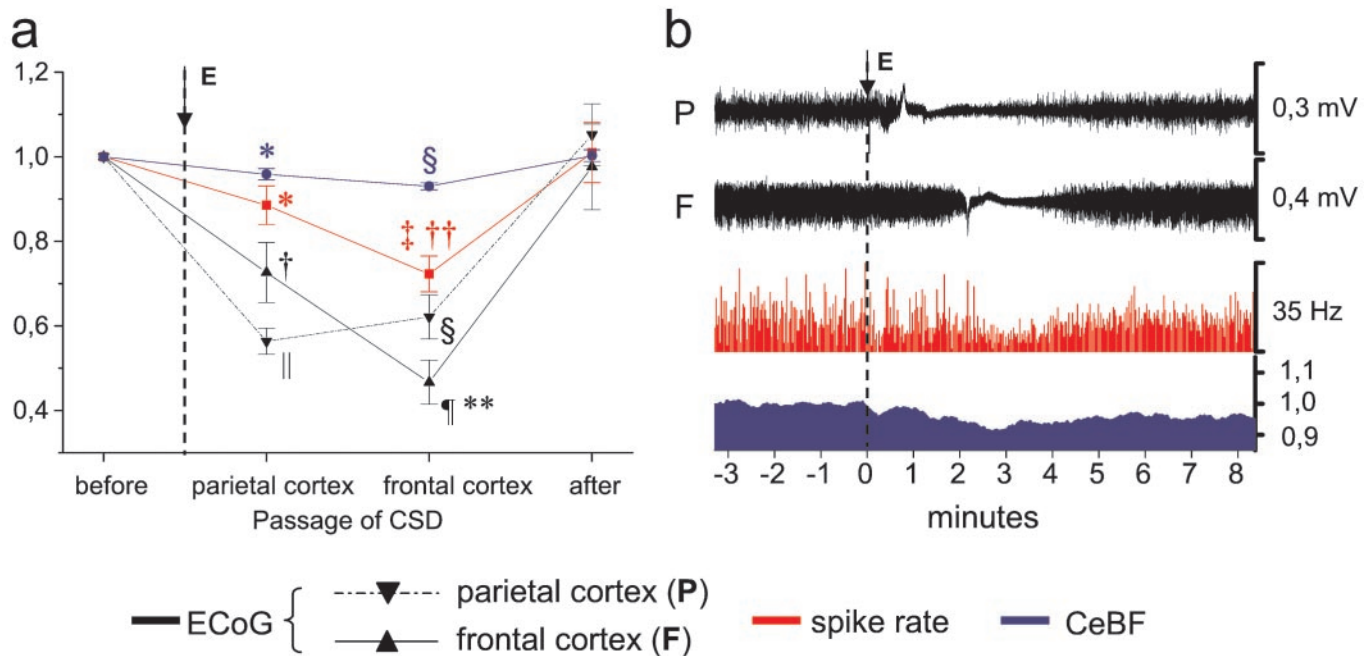 a
E
1,2
1,0
0,8
0,6
0,4
*
§
*
‡ ††
†
§
||
¶ **
before parietal cortex frontal cortex after
Passage of CSD
b
E
P
0,3 mV
F
0,4 mV
35 Hz
1,1
1,0
0,9
-3 -2 -1 0 1 2 3 4 5 6 7 8
minutes
ECoG { parietal cortex (P)
frontal cortex (F)
spike rate
CeBF